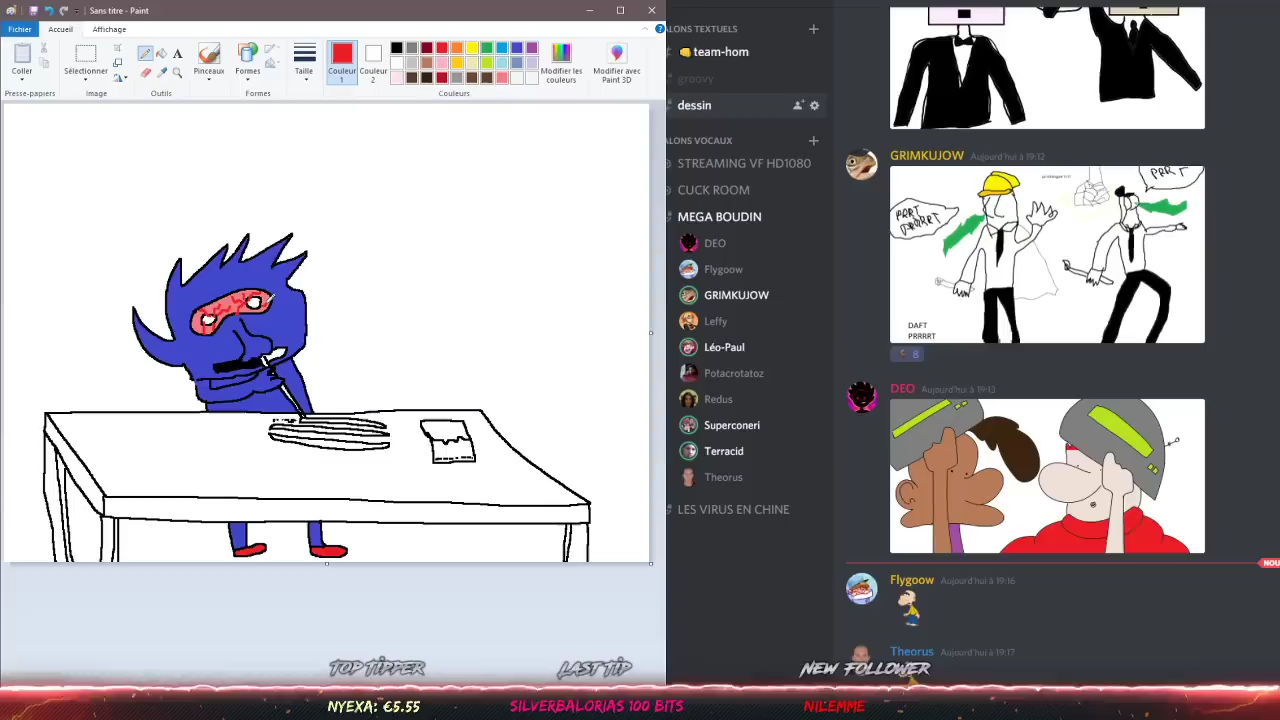 Sans titre - Paint
Fichier
Accueil
Affichage
Coller
Sélectionner
Pinceaux
Formes
Taille
Couleur 1
Couleur 2
Modifier les couleurs
Modifier avec Paint 3D
Presse-papiers
Image
Outils
Formes
Couleurs
ALONS TEXTUELS
team-hom
groovy
dessin
ALONS VOCAUX
STREAMING VF HD1080
CUCK ROOM
MEGA BOUDIN
DEO
Flygoow
GRIMKUJOW
Leffy
Léo-Paul
Potacrotatoz
Redus
Superconeri
Terracid
Theorus
LES VIRUS EN CHINE
GRIMKUJOW Aujourd'hui à 19:12
PRRT
PRRRRT
PRRT
DAFT
PRRRRT
8
DEO Aujourd'hui à 19:13
NOU
Flygoow Aujourd'hui à 19:16
Theorus Aujourd'hui à 19:17
TOP TIPPER
LAST TIP
NEW FOLLOWER
NYEXA: €5.55
SILVERBALORIAS 100 BITS
NILEMME